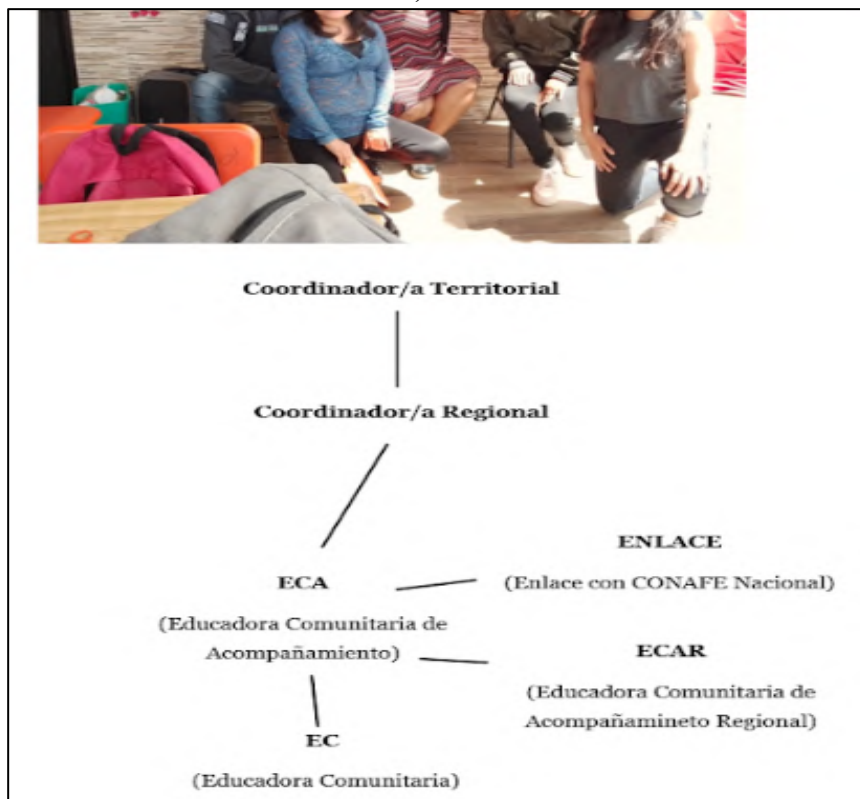 Coordinador/a Territorial
Coordinador/a Regional
ENLACE
ECA
(Enlace con CONAFE Nacional)
(Educadora Comunitaria de
Acompañamiento)
ECAR
(Educadora Comunitaria de
Acompañamineto Regional)
EC
(Educadora Comunitaria)